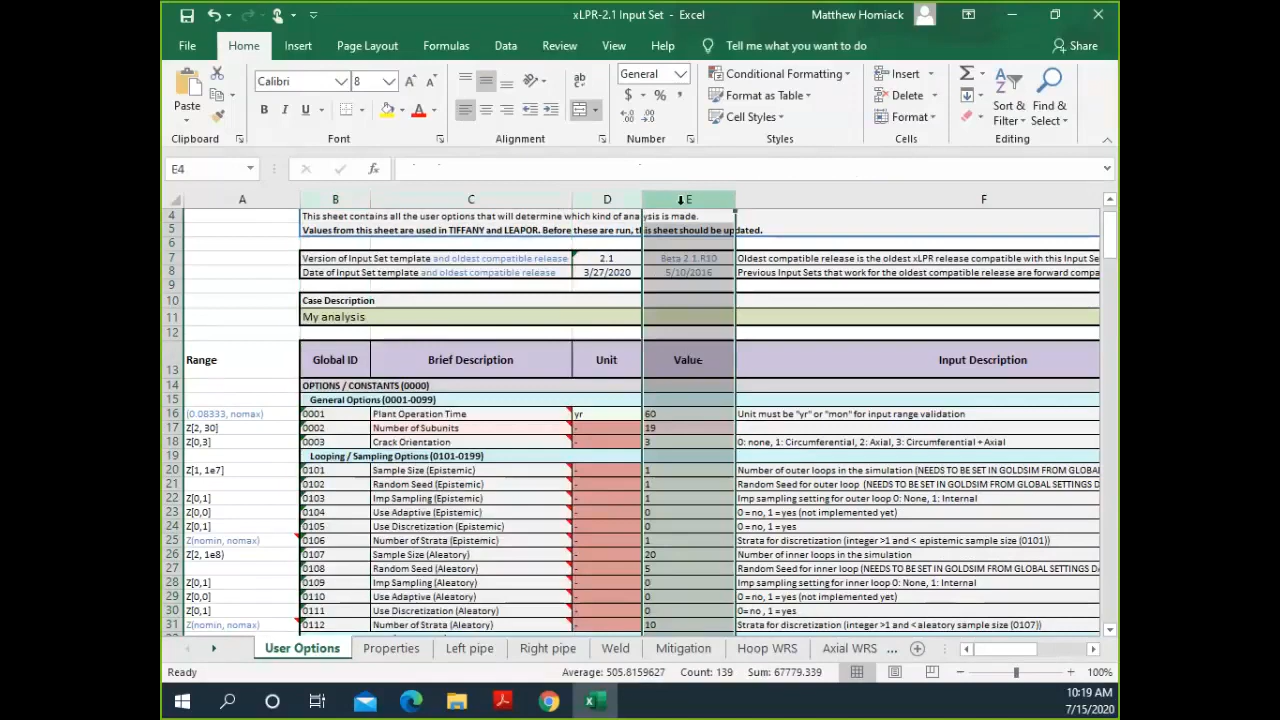 xLPR-2.1 Input Set - Excel
Matthew Homiack
File Home Insert Page Layout Formulas Data Review View Help Tell me what you want to do Share
Paste
Calibri 8
B I U
General
$ % ,
Conditional Formatting
Format as Table
Cell Styles
Insert
Delete
Format
Sort & Filter
Find & Select
Clipboard Font Alignment Number Styles Cells Editing
E4 fx
A B C D E F
4 This sheet contains all the user options that will determine which kind of analysis is made.
5 Values from this sheet are used in TIFFANY and LEAPOR. Before these are run, this sheet should be updated.
6
7 Version of Input Set template and oldest compatible release 2.1 Beta 2.1.R10 Oldest compatible release is the oldest xLPR release compatible with this Input Se
8 Date of Input Set template and oldest compatible release 3/27/2020 5/10/2016 Previous Input Sets that work for the oldest compatible release are forward compa
9
10 Case Description
11 My analysis
12
13 Range Global ID Brief Description Unit Value Input Description
14 OPTIONS / CONSTANTS (0000)
15 General Options (0001-0099)
16 (0.08333, nomax) 0001 Plant Operation Time yr 60 Unit must be "yr" or "mon" for input range validation
17 Z[2, 30] 0002 Number of Subunits - 19
18 Z[0,3] 0003 Crack Orientation - 3 0: none, 1: Circumferential, 2: Axial, 3: Circumferential + Axial
19 Looping / Sampling Options (0101-0199)
20 Z[1, 1e7] 0101 Sample Size (Epistemic) - 1 Number of outer loops in the simulation (NEEDS TO BE SET IN GOLDSIM FROM GLOBAL
21 0102 Random Seed (Epistemic) - 1 Random Seed for outer loop (NEEDS TO BE SET IN GOLDSIM FROM GLOBAL SETTINGS D
22 Z[0,1] 0103 Imp Sampling (Epistemic) - 1 Imp sampling setting for outer loop 0: None, 1: Internal
23 Z[0,0] 0104 Use Adaptive (Epistemic) - 0 0 = no, 1 = yes (not implemented yet)
24 Z[0,1] 0105 Use Discretization (Epistemic) - 0 0 = no, 1 = yes
25 Z(nomin, nomax) 0106 Number of Strata (Epistemic) - 1 Strata for discretization (integer >1 and < epistemic sample size (0101))
26 Z[2, 1e8) 0107 Sample Size (Aleatory) - 20 Number of inner loops in the simulation
27 0108 Random Seed (Aleatory) - 5 Random Seed for inner loop (NEEDS TO BE SET IN GOLDSIM FROM GLOBAL SETTINGS DA
28 Z[0,1] 0109 Imp Sampling (Aleatory) - 0 Imp sampling setting for inner loop 0: None, 1: Internal
29 Z[0,0] 0110 Use Adaptive (Aleatory) - 0 0 = no, 1 = yes (not implemented yet)
30 Z[0,1] 0111 Use Discretization (Aleatory) - 0 0= no , 1 = yes
31 Z(nomin, nomax) 0112 Number of Strata (Aleatory) - 10 Strata for discretization (integer >1 and < aleatory sample size (0107))
User Options Properties Left pipe Right pipe Weld Mitigation Hoop WRS Axial WRS ...
Ready Average: 505.8159627 Count: 139 Sum: 67779.339 100%
10:19 AM
7/15/2020